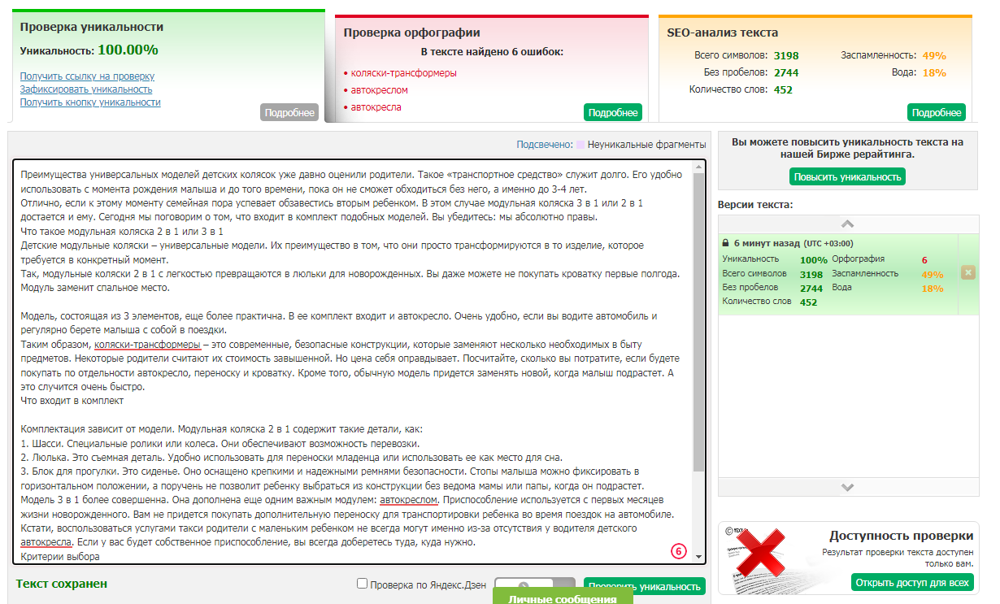 Проверка уникальности
Уникальность: 100.00%
Получить ссылку на проверку
Зафиксировать уникальность
Получить кнопку уникальности
Подробнее
Проверка орфографии
В тексте найдено 6 ошибок:
• коляски-трансформеры
• автокреслом
• автокресла
Подробнее
SEO-анализ текста
Всего символов: 3198
Без пробелов: 2744
Количество слов: 452
Заспамленность: 49%
Вода: 18%
Подробнее
Подсвечено: Неуникальные фрагменты
Преимущества универсальных моделей детских колясок уже давно оценили родители. Такое «транспортное средство» служит долго. Его удобно
использовать с момента рождения малыша и до того времени, пока он не сможет обходиться без него, а именно до 3-4 лет.
Отлично, если к этому моменту семейная пора успевает обзавестись вторым ребенком. В этом случае модульная коляска 3 в 1 или 2 в 1
достается и ему. Сегодня мы поговорим о том, что входит в комплект подобных моделей. Вы убедитесь: мы абсолютно правы.
Что такое модульная коляска 2 в 1 или 3 в 1
Детские модульные коляски – универсальные модели. Их преимущество в том, что они просто трансформируются в то изделие, которое
требуется в конкретный момент.
Так, модульные коляски 2 в 1 с легкостью превращаются в люльки для новорожденных. Вы даже можете не покупать кроватку первые полгода.
Модуль заменит спальное место.
Модель, состоящая из 3 элементов, еще более практична. В ее комплект входит и автокресло. Очень удобно, если вы водите автомобиль и
регулярно берете малыша с собой в поездки.
Таким образом, коляски-трансформеры – это современные, безопасные конструкции, которые заменяют несколько необходимых в быту
предметов. Некоторые родители считают их стоимость завышенной. Но цена себя оправдывает. Посчитайте, сколько вы потратите, если будете
покупать по отдельности автокресло, переноску и кроватку. Кроме того, обычную модель придется заменять новой, когда малыш подрастет. А
это случится очень быстро.
Что входит в комплект
Комплектация зависит от модели. Модульная коляска 2 в 1 содержит такие детали, как:
1. Шасси. Специальные ролики или колеса. Они обеспечивают возможность перевозки.
2. Люлька. Это съемная деталь. Удобно использовать для переноски младенца или использовать ее как место для сна.
3. Блок для прогулки. Это сиденье. Оно оснащено крепкими и надежными ремнями безопасности. Стопы малыша можно фиксировать в
горизонтальном положении, а поручень не позволит ребенку выбраться из конструкции без ведома мамы или папы, когда он подрастет.
Модель 3 в 1 более совершенна. Она дополнена еще одним важным модулем: автокреслом. Приспособление используется с первых месяцев
жизни новорожденного. Вам не придется покупать дополнительную переноску для транспортировки ребенка во время поездок на автомобиле.
Кстати, воспользоваться услугами такси родители с маленьким ребенком не всегда могут именно из-за отсутствия у водителя детского
автокресла. Если у вас будет собственное приспособление, вы всегда доберетесь туда, куда нужно.
Критерии выбора
6
Текст сохранен
Проверка по Яндекс.Дзен
Проверить уникальность
Личные сообщения
Вы можете повысить уникальность текста на
нашей Бирже рерайтинга.
Повысить уникальность
Версии текста:
6 минут назад (UTC +03:00)
Уникальность 100% Орфография 6
Всего символов 3198 Заспамленность 49%
Без пробелов 2744 Вода 18%
Количество слов 452
Доступность проверки
Результат проверки текста доступен
только вам.
Открыть доступ для всех